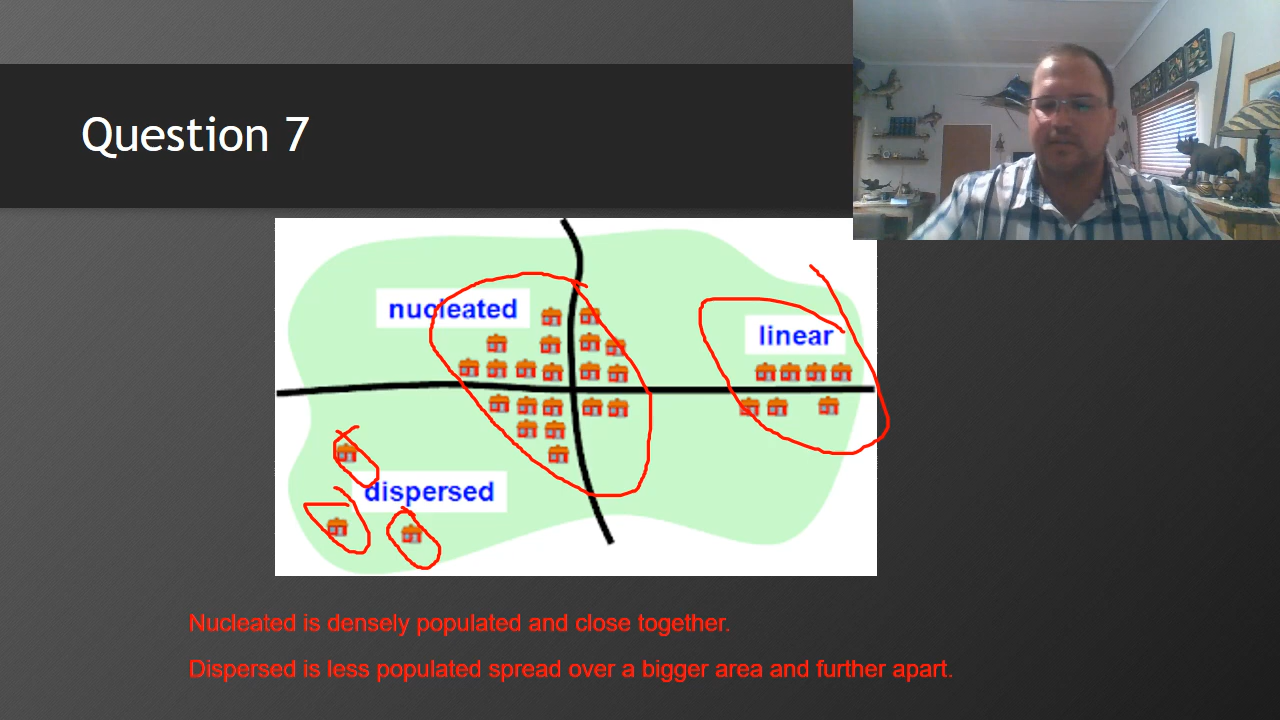 Question 7
nucleated
linear
dispersed
Nucleated is densely populated and close together.
Dispersed is less populated spread over a bigger area and further apart.